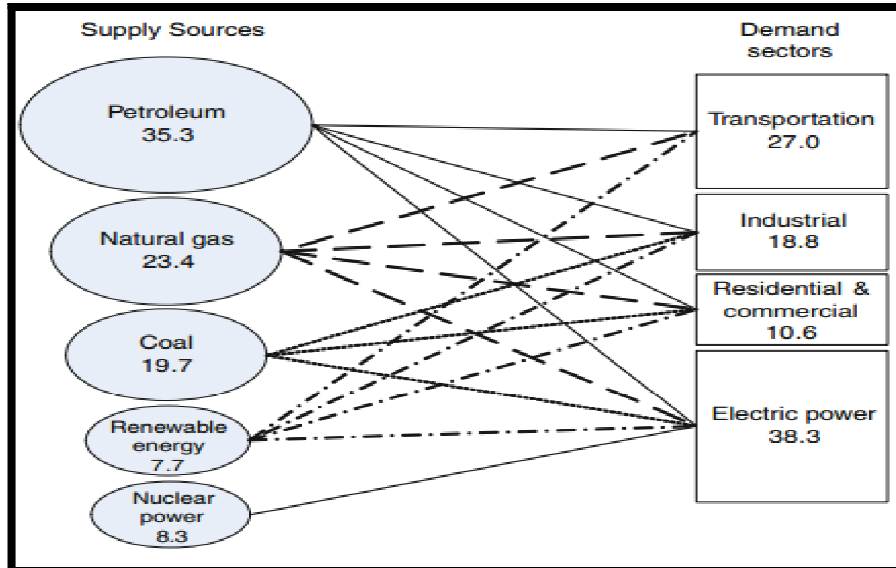 Supply Sources
Petroleum
35.3
Natural gas
23.4
Coal
19.7
Renewable
energy
7.7
Nuclear
power
8.3
Demand
sectors
Transportation
27.0
Industrial
18.8
Residential &
commercial
10.6
Electric power
38.3